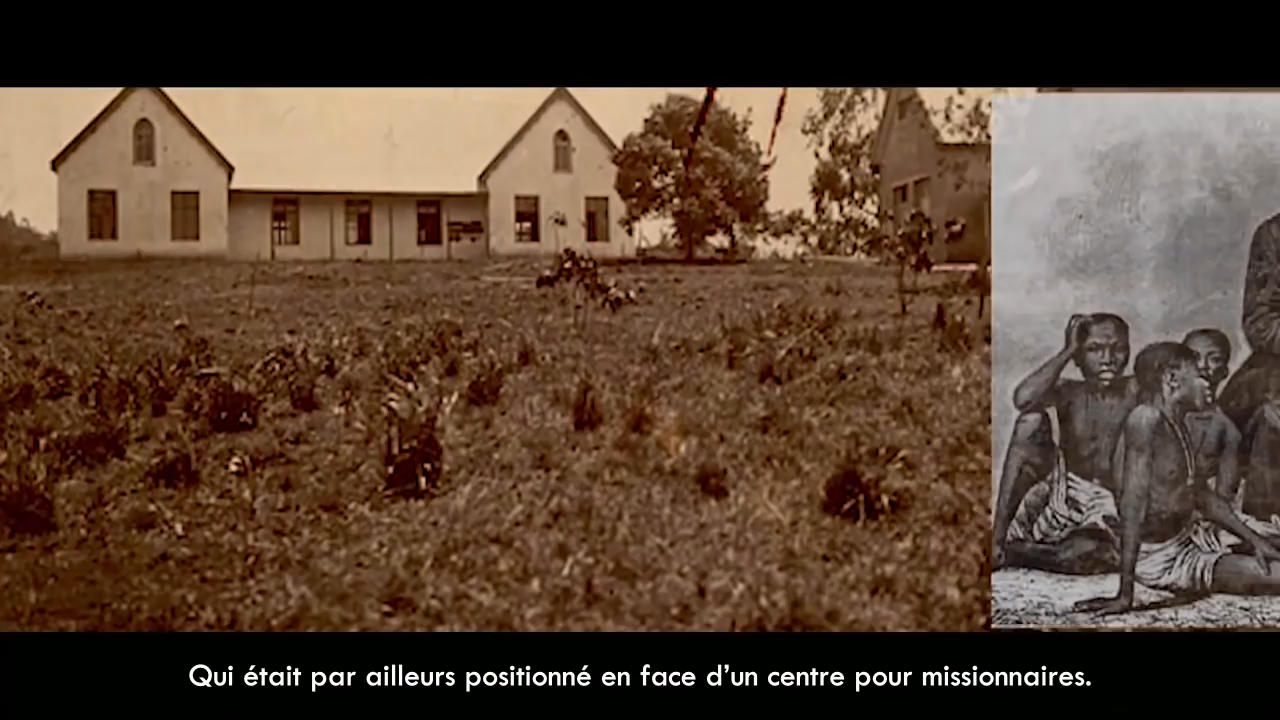 Qui était par ailleurs positionné en face d’un centre pour missionnaires.